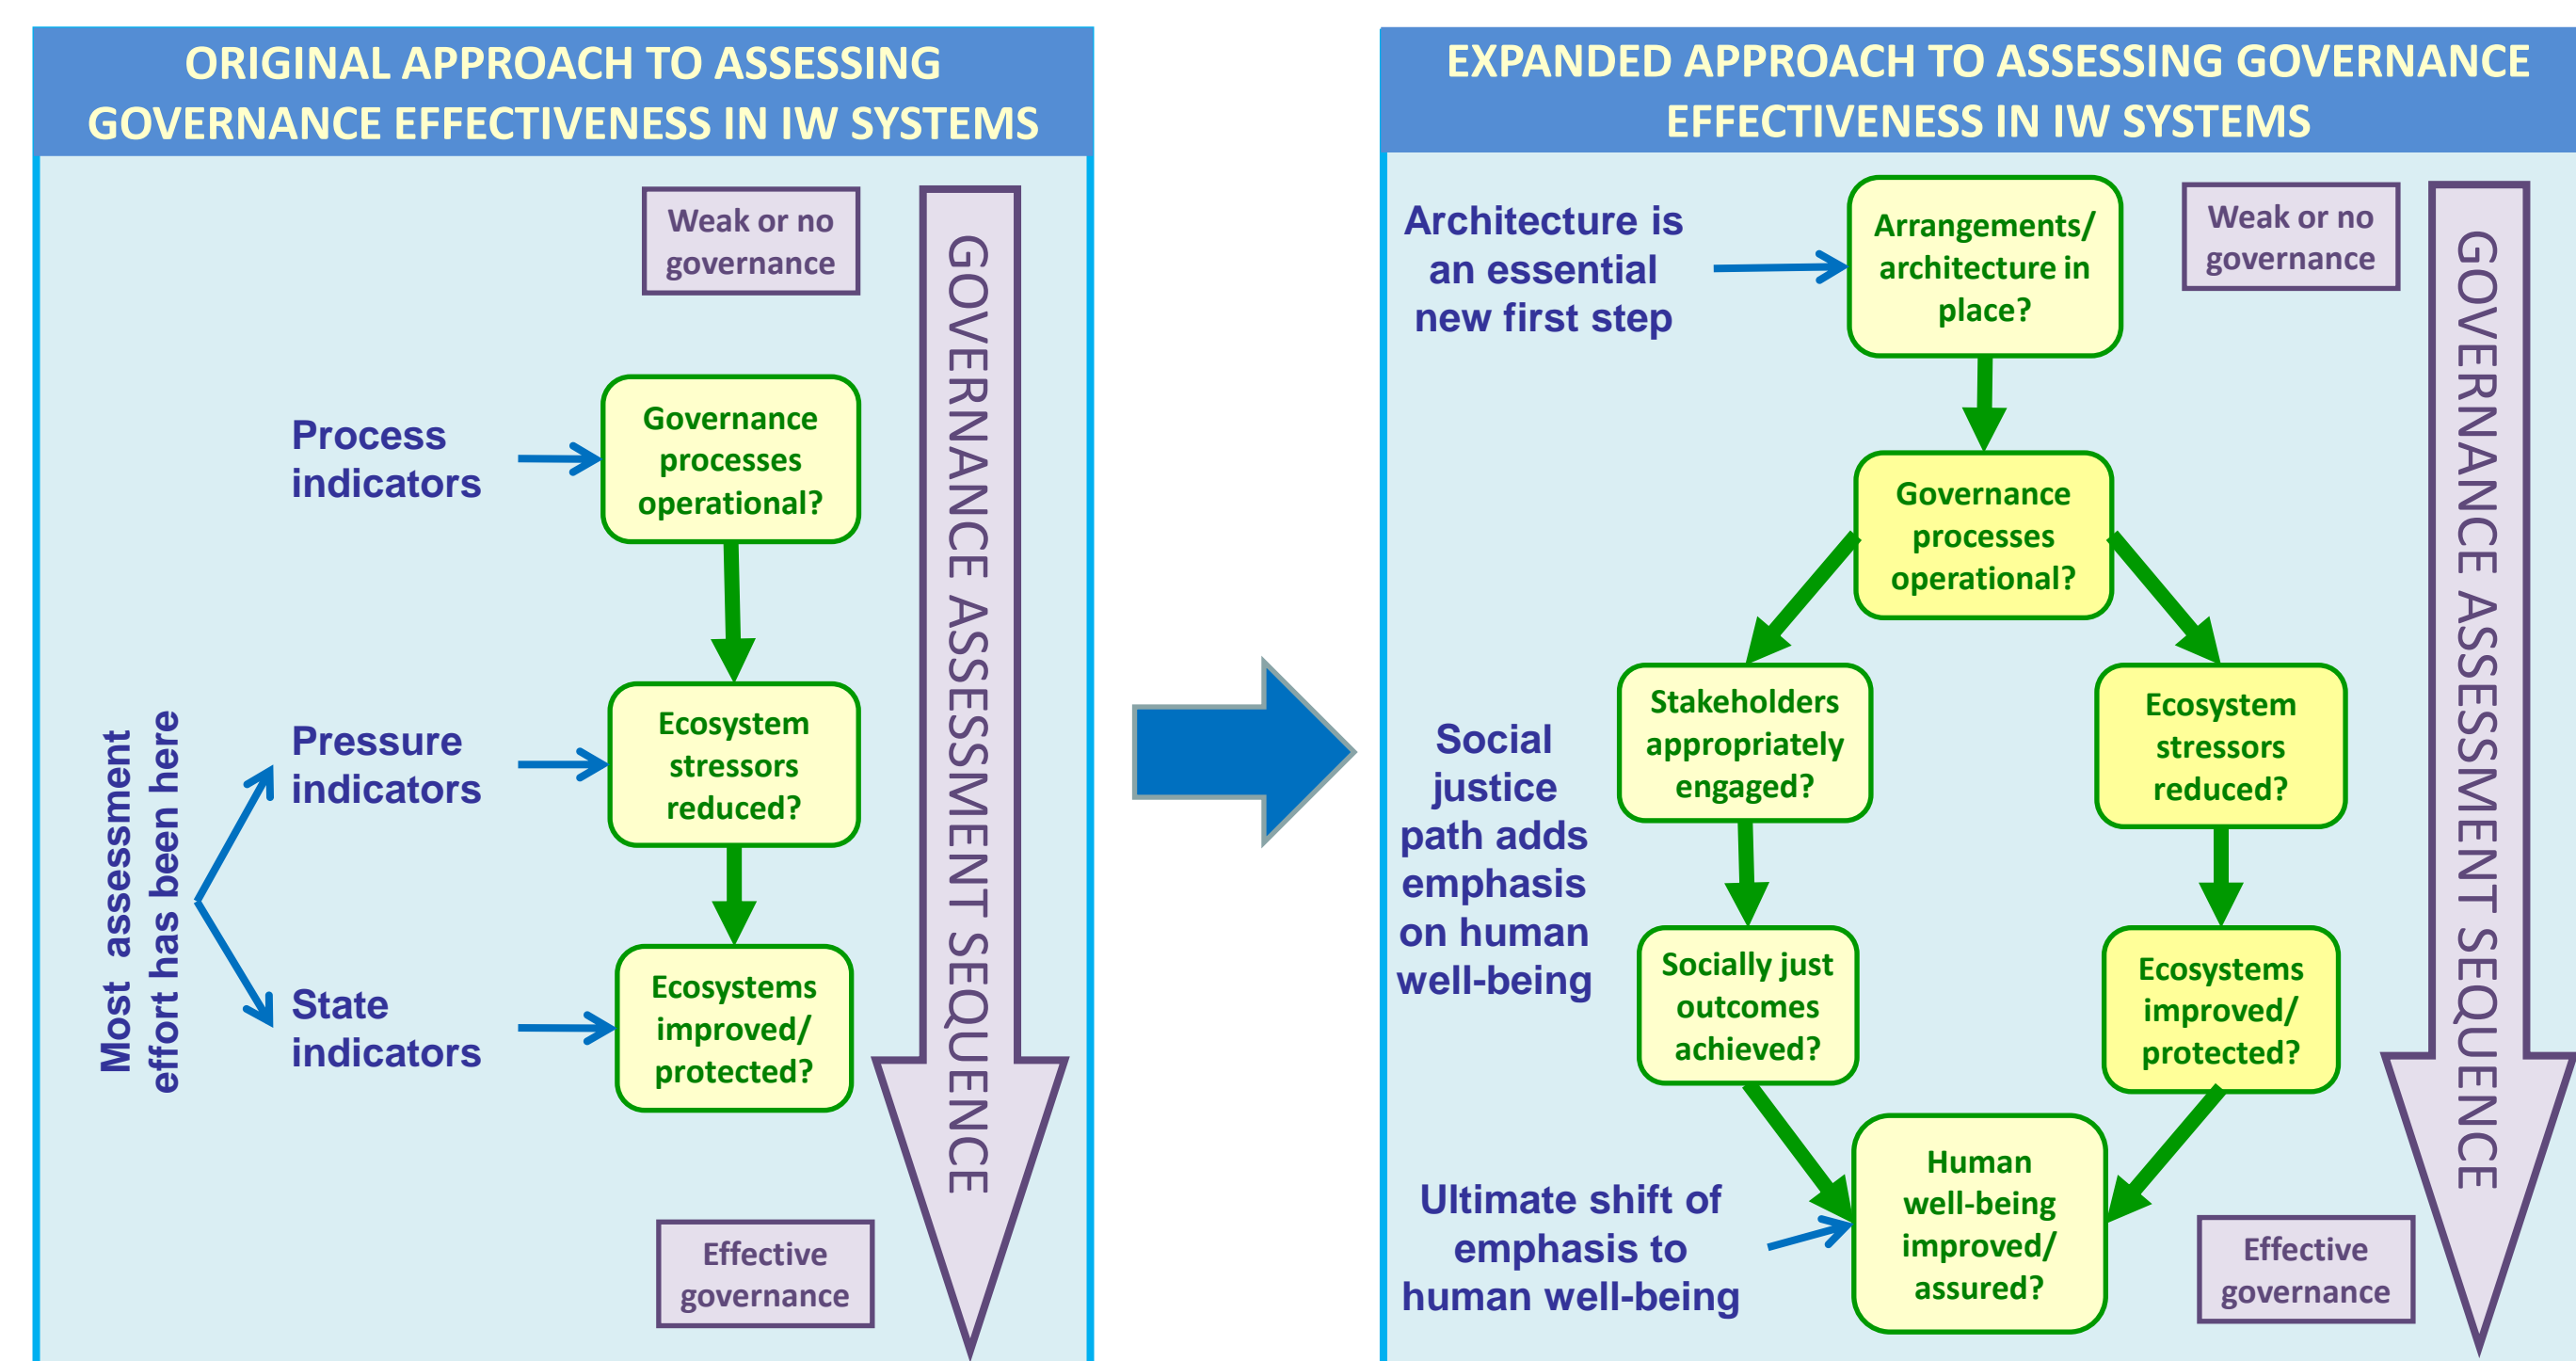 ORIGINAL APPROACH TO ASSESSING
GOVERNANCE EFFECTIVENESS IN IW SYSTEMS
Weak or no
governance
GOVERNANCE ASSESSMENT SEQUENCE
Process
indicators
Governance
processes
operational?
Most assessment
effort has been here
Pressure
indicators
Ecosystem
stressors
reduced?
State
indicators
Ecosystems
improved/
protected?
Effective
governance
EXPANDED APPROACH TO ASSESSING GOVERNANCE
EFFECTIVENESS IN IW SYSTEMS
Architecture is
an essential
new first step
Arrangements/
architecture in
place?
Weak or no
governance
GOVERNANCE ASSESSMENT SEQUENCE
Governance
processes
operational?
Social
justice
path adds
emphasis
on human
well-being
Stakeholders
appropriately
engaged?
Ecosystem
stressors
reduced?
Socially just
outcomes
achieved?
Ecosystems
improved/
protected?
Ultimate shift of
emphasis to
human well-being
Human
well-being
improved/
assured?
Effective
governance